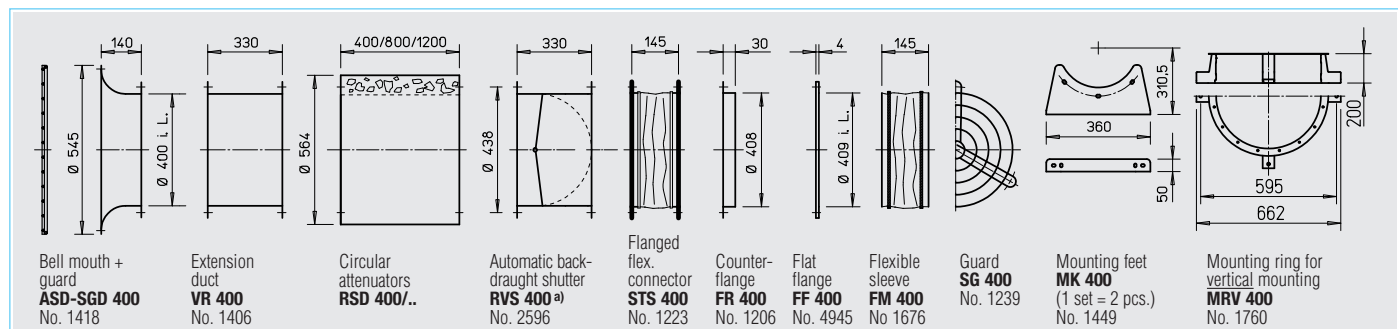 140
Ø 545
Ø 400 i. L.
330
400/800/1200
Ø 564
330
Ø 438
145
30
Ø 408
4
Ø 409 i. L.
145
360
310,5
50
200
595
662
Bell mouth +
guard
ASD-SGD 400
No. 1418
Extension
duct
VR 400
No. 1406
Circular
attenuators
RSD 400/..
Automatic back-
draught shutter
RVS 400 a)
No. 2596
Flanged
flex.
connector
STS 400
No. 1223
Counter-
flange
FR 400
No. 1206
Flat
flange
FF 400
No. 4945
Flexible
sleeve
FM 400
No 1676
Guard
SG 400
No. 1239
Mounting feet
MK 400
(1 set = 2 pcs.)
No. 1449
Mounting ring for
vertical mounting
MRV 400
No. 1760